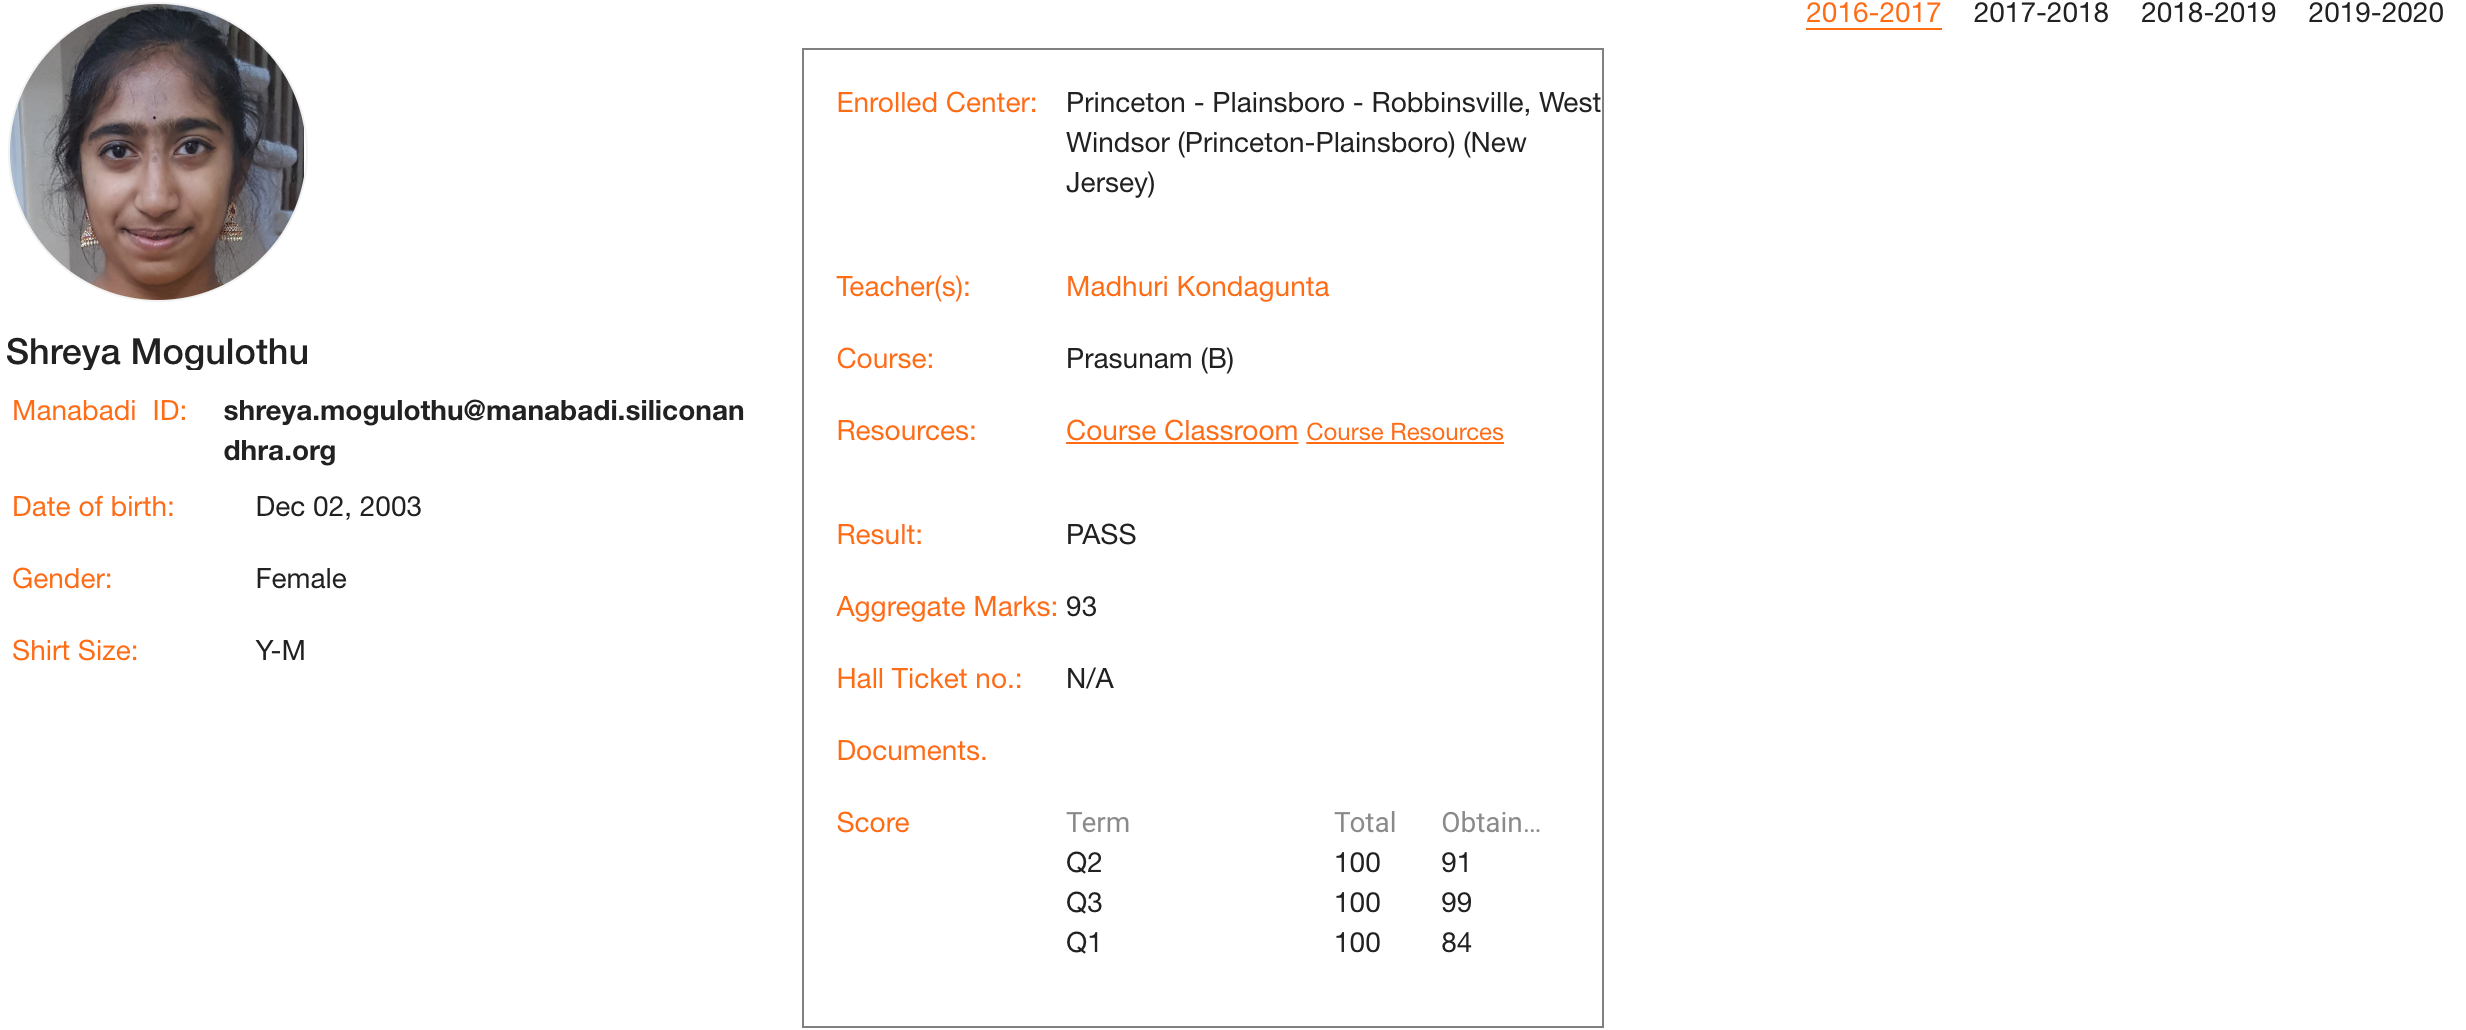 2016-2017 2017-2018 2018-2019 2019-2020
Shreya Mogulothu
Manabadi ID: shreya.mogulothu@manabadi.siliconan
dhra.org
Date of birth: Dec 02, 2003
Gender: Female
Shirt Size: Y-M
Enrolled Center: Princeton - Plainsboro - Robbinsville, West
Windsor (Princeton-Plainsboro) (New
Jersey)
Teacher(s): Madhuri Kondagunta
Course: Prasunam (B)
Resources: Course Classroom Course Resources
Result: PASS
Aggregate Marks: 93
Hall Ticket no.: N/A
Documents.
Score Term Total Obtain...
Q2 100 91
Q3 100 99
Q1 100 84